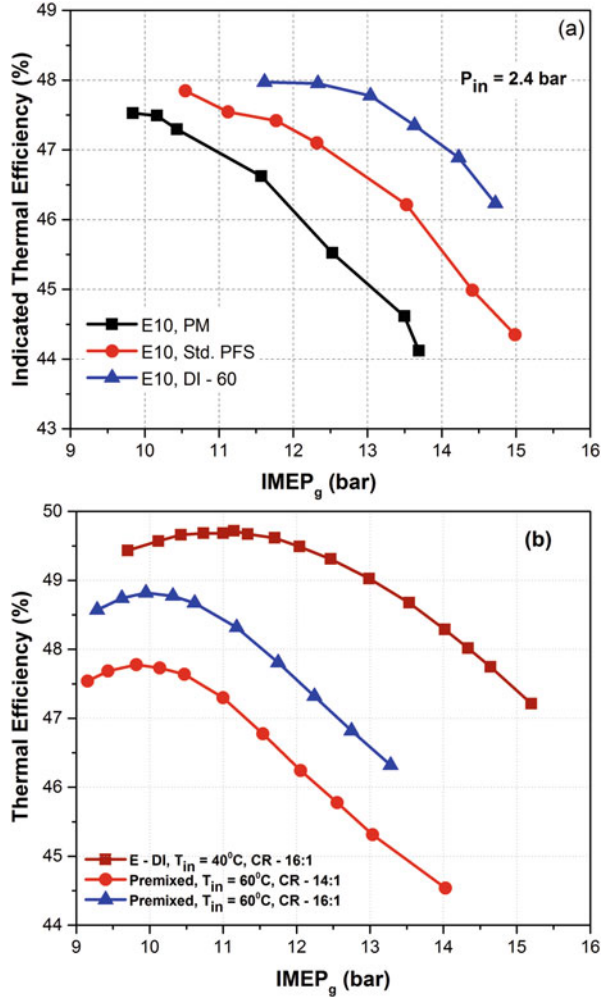 (a)
P_in = 2.4 bar
Indicated Thermal Efficiency (%)
49
48
47
46
45
44
43
E10, PM
E10, Std. PFS
E10, DI - 60
9 10 11 12 13 14 15 16
IMEP_g (bar)
(b)
Thermal Efficiency (%)
50
49
48
47
46
45
44
E - DI, T_in = 40⁰C, CR - 16:1
Premixed, T_in = 60⁰C, CR - 14:1
Premixed, T_in = 60⁰C, CR - 16:1
9 10 11 12 13 14 15 16
IMEP_g (bar)